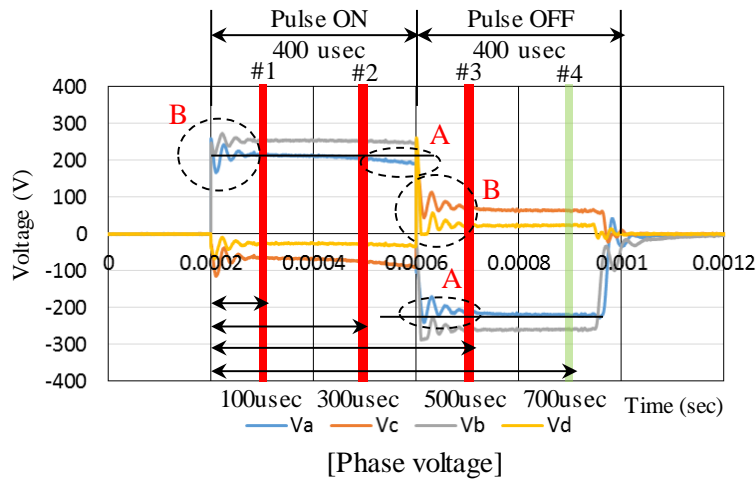 Pulse ON Pulse OFF
400 usec 400 usec
#1 #2 #3 #4
400
300
200
100
0
-100
-200
-300
-400
Voltage (V)
B
A
B
A
0 0.0002 0.0004 0.0006 0.0008 0.001 0.0012
100usec 300usec 500usec 700usec Time (sec)
Va Vc Vb Vd
[Phase voltage]